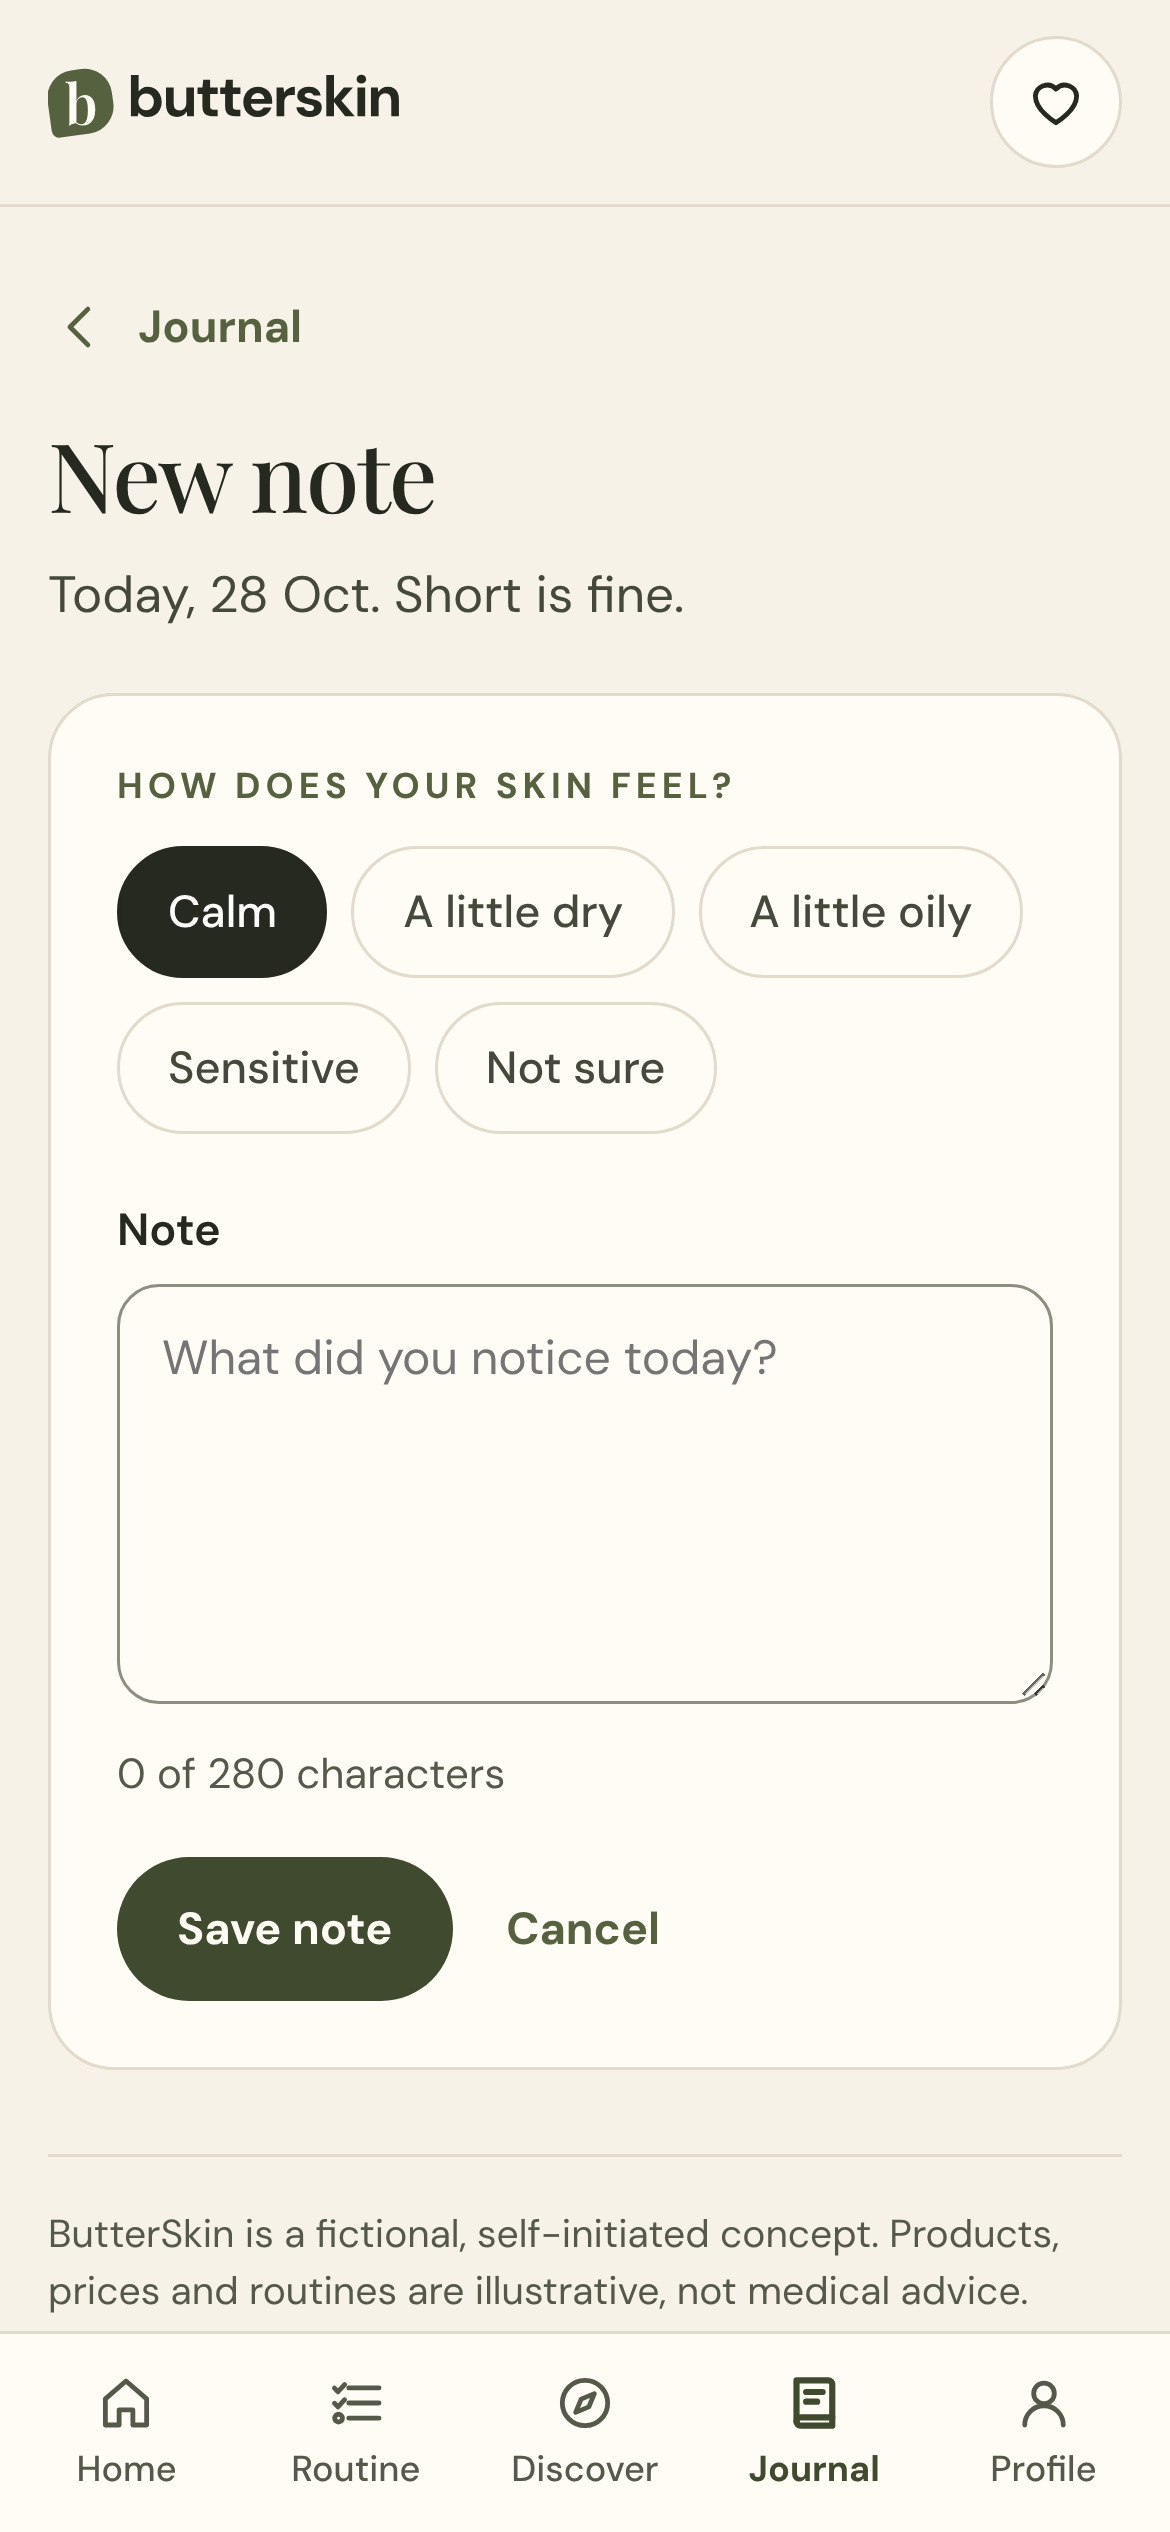 b butterskin
Journal
New note
Today, 28 Oct. Short is fine.
HOW DOES YOUR SKIN FEEL?
Calm A little dry A little oily
Sensitive Not sure
Note
What did you notice today?
0 of 280 characters
Save note Cancel
ButterSkin is a fictional, self-initiated concept. Products,
prices and routines are illustrative, not medical advice.
Home Routine Discover Journal Profile